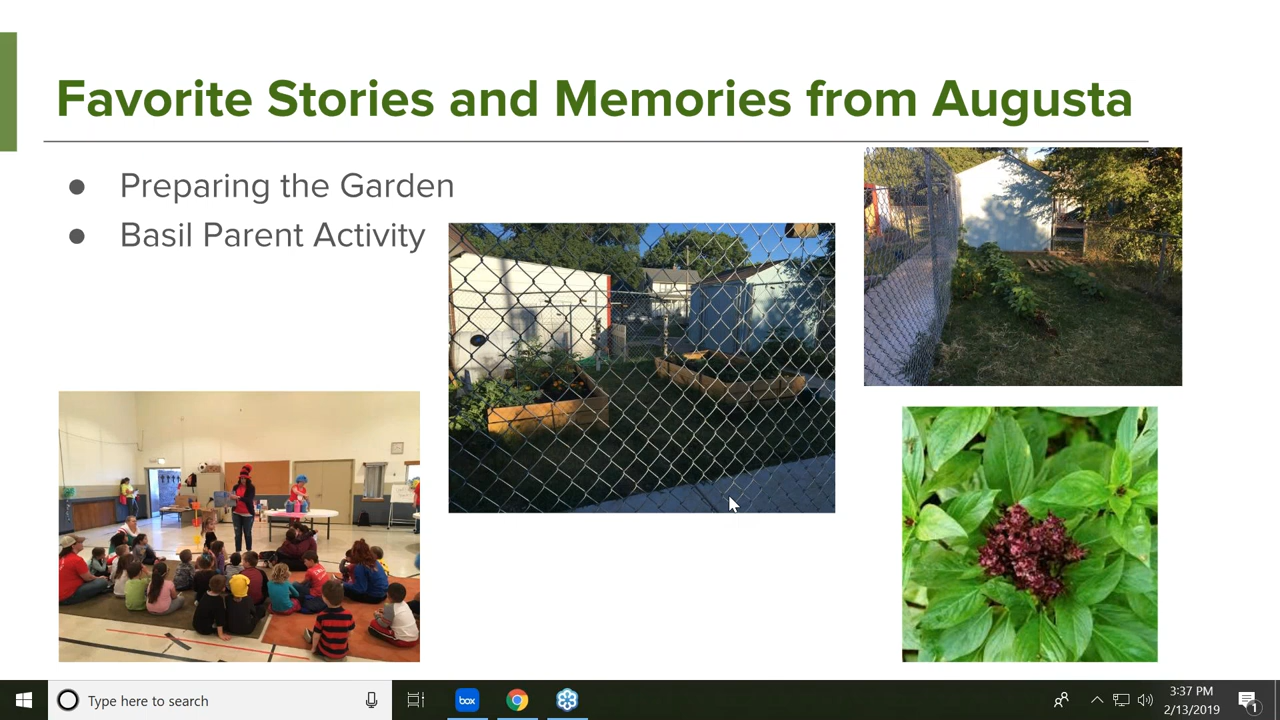 Favorite Stories and Memories from Augusta
● Preparing the Garden
● Basil Parent Activity
Type here to search
box
3:37 PM
2/13/2019
1